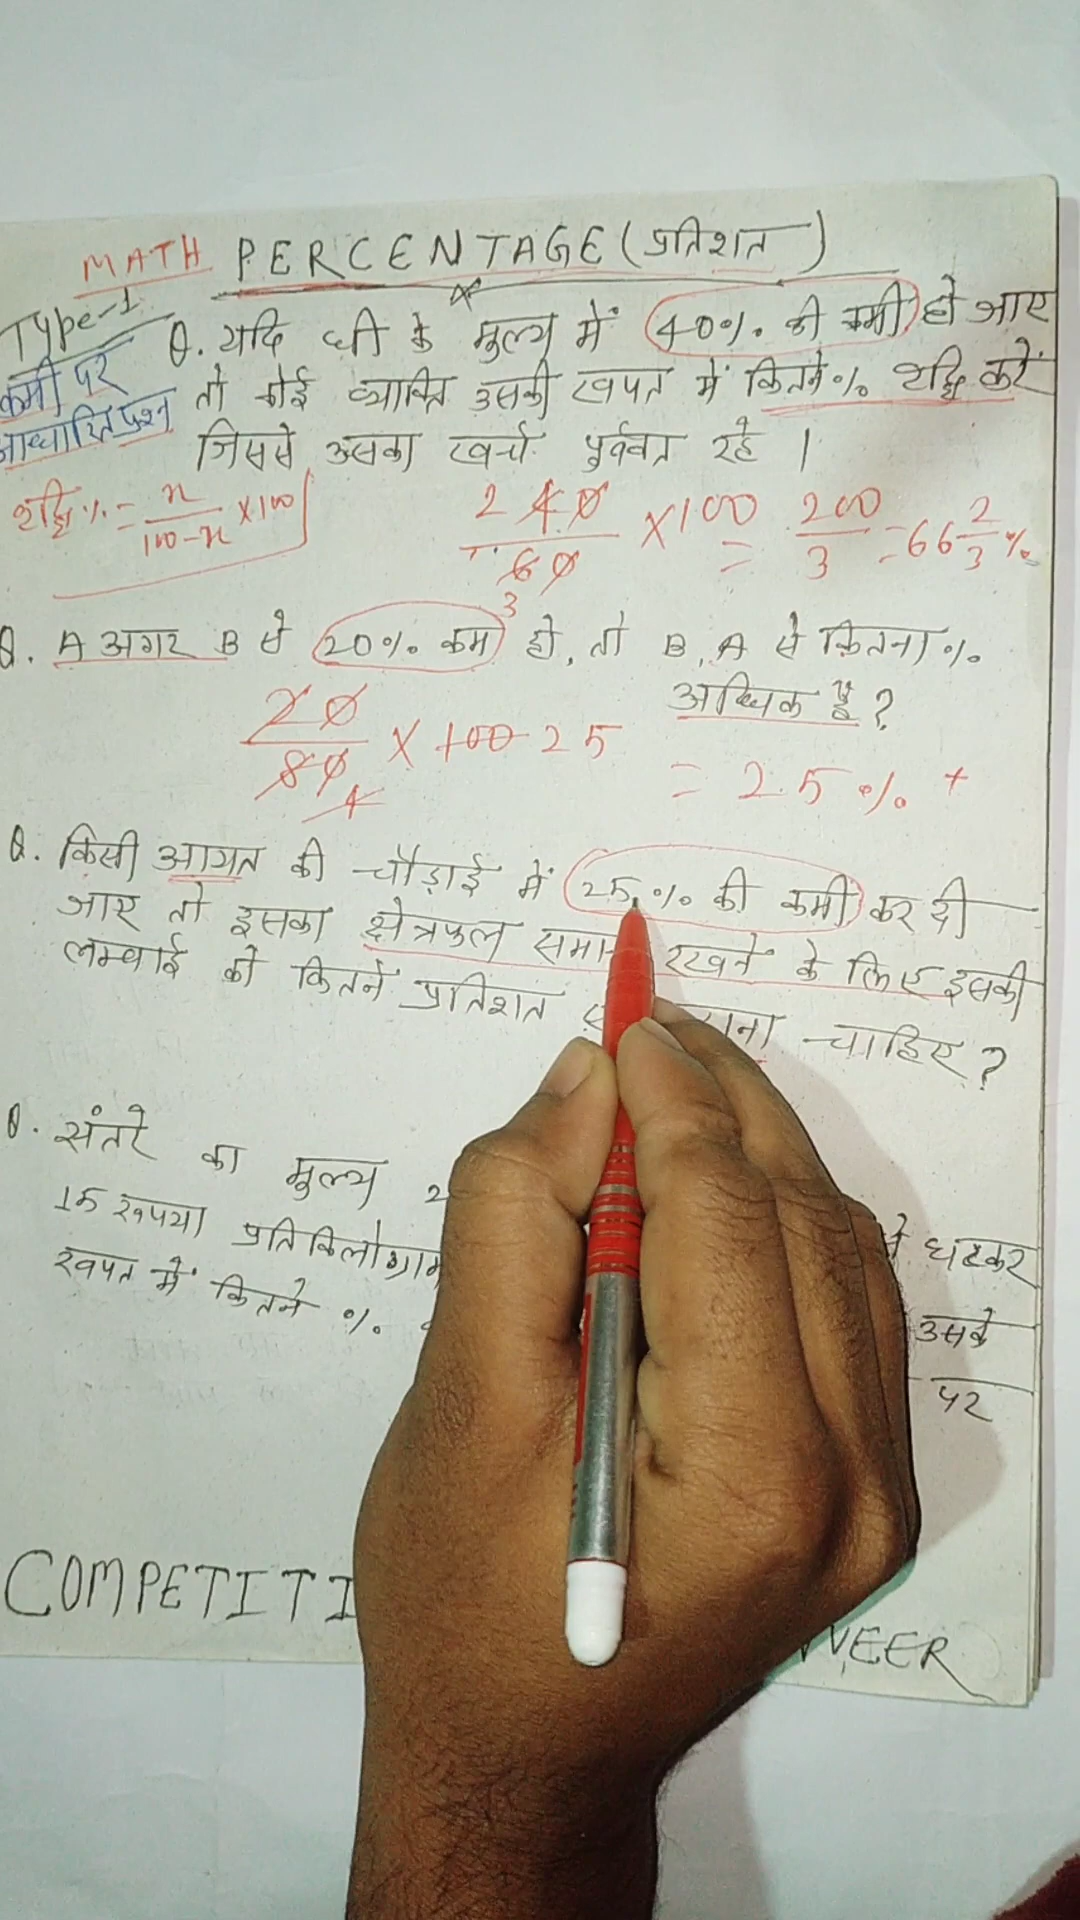 MATH PERCENTAGE (प्रतिशत)
Type-1
कमी पर
आधारित प्रश्न
Q. यदि घी के मूल्य में 40% की कमी हो जाए
तो कोई व्यक्ति उसकी खपत में कितने % वृद्धि करें
जिससे उसका खर्च पूर्ववत रहे ।
वृद्धि % = x/100-x ×100
2 40/60 3 ×100 = 200/3 = 66 2/3 %
Q. A अगर B से 20% कम हो, तो B, A से कितना %
अधिक है ?
20/80 4 × 100 25
= 25 %
Q. किसी आयत की चौड़ाई में 25% की कमी कर दी
जाए तो इसका क्षेत्रफल समान रखने के लिए इसकी
लम्बाई को कितने प्रतिशत चाहिए ?
Q. संतरे का मूल्य
15 रुपया प्रतिकिलोग्राम घटकर
खपत में कितने % उसके
पर
COMPETITI
VEER